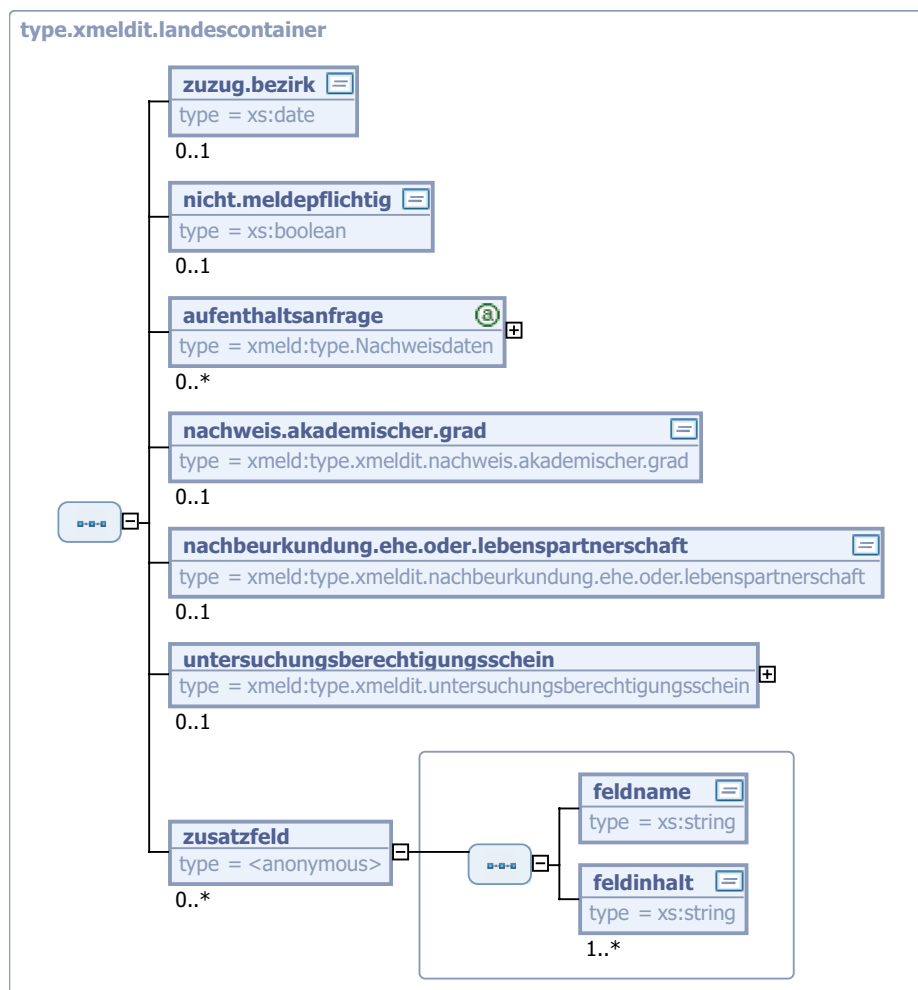 type.xmeldit.landescontainer
zuzug.bezirk
type = xs:date
0..1
nicht.meldepflichtig
type = xs:boolean
0..1
aufenthaltsanfrage a
type = xmeld:type.Nachweisdaten
0..*
nachweis.akademischer.grad
type = xmeld:type.xmeldit.nachweis.akademischer.grad
0..1
nachbeurkundung.ehe.oder.lebenspartnerschaft
type = xmeld:type.xmeldit.nachbeurkundung.ehe.oder.lebenspartnerschaft
0..1
untersuchungsberechtigungsschein
type = xmeld:type.xmeldit.untersuchungsberechtigungsschein
0..1
zusatzfeld
type = <anonymous>
0..*
feldname
type = xs:string
feldinhalt
type = xs:string
1..*